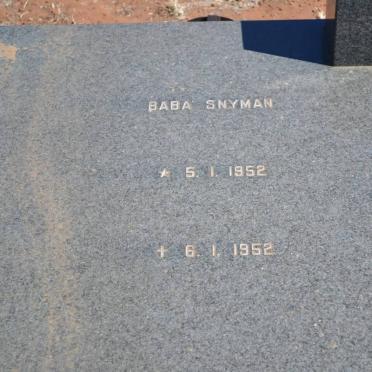 BABA SNYMAN
★ 5. 1. 1952
✝ 6. 1. 1952